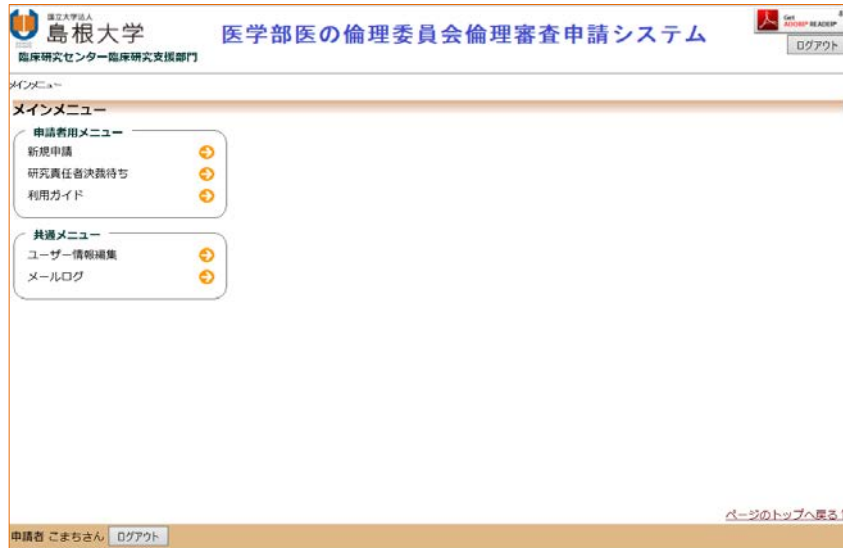 国立大学法人
島根大学
臨床研究センター臨床研究支援部門
医学部医の倫理委員会倫理審査申請システム
Get
ADOBE® READER®
ログアウト
メインメニュー
メインメニュー
申請者用メニュー
新規申請
研究責任者決裁待ち
利用ガイド
共通メニュー
ユーザー情報編集
メールログ
ページのトップへ戻る
申請者 こまちさん ログアウト